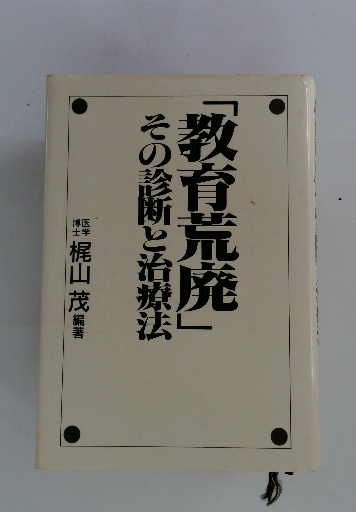 「教育荒廃」
その診断と治療法
医学博士 梶山茂 編著